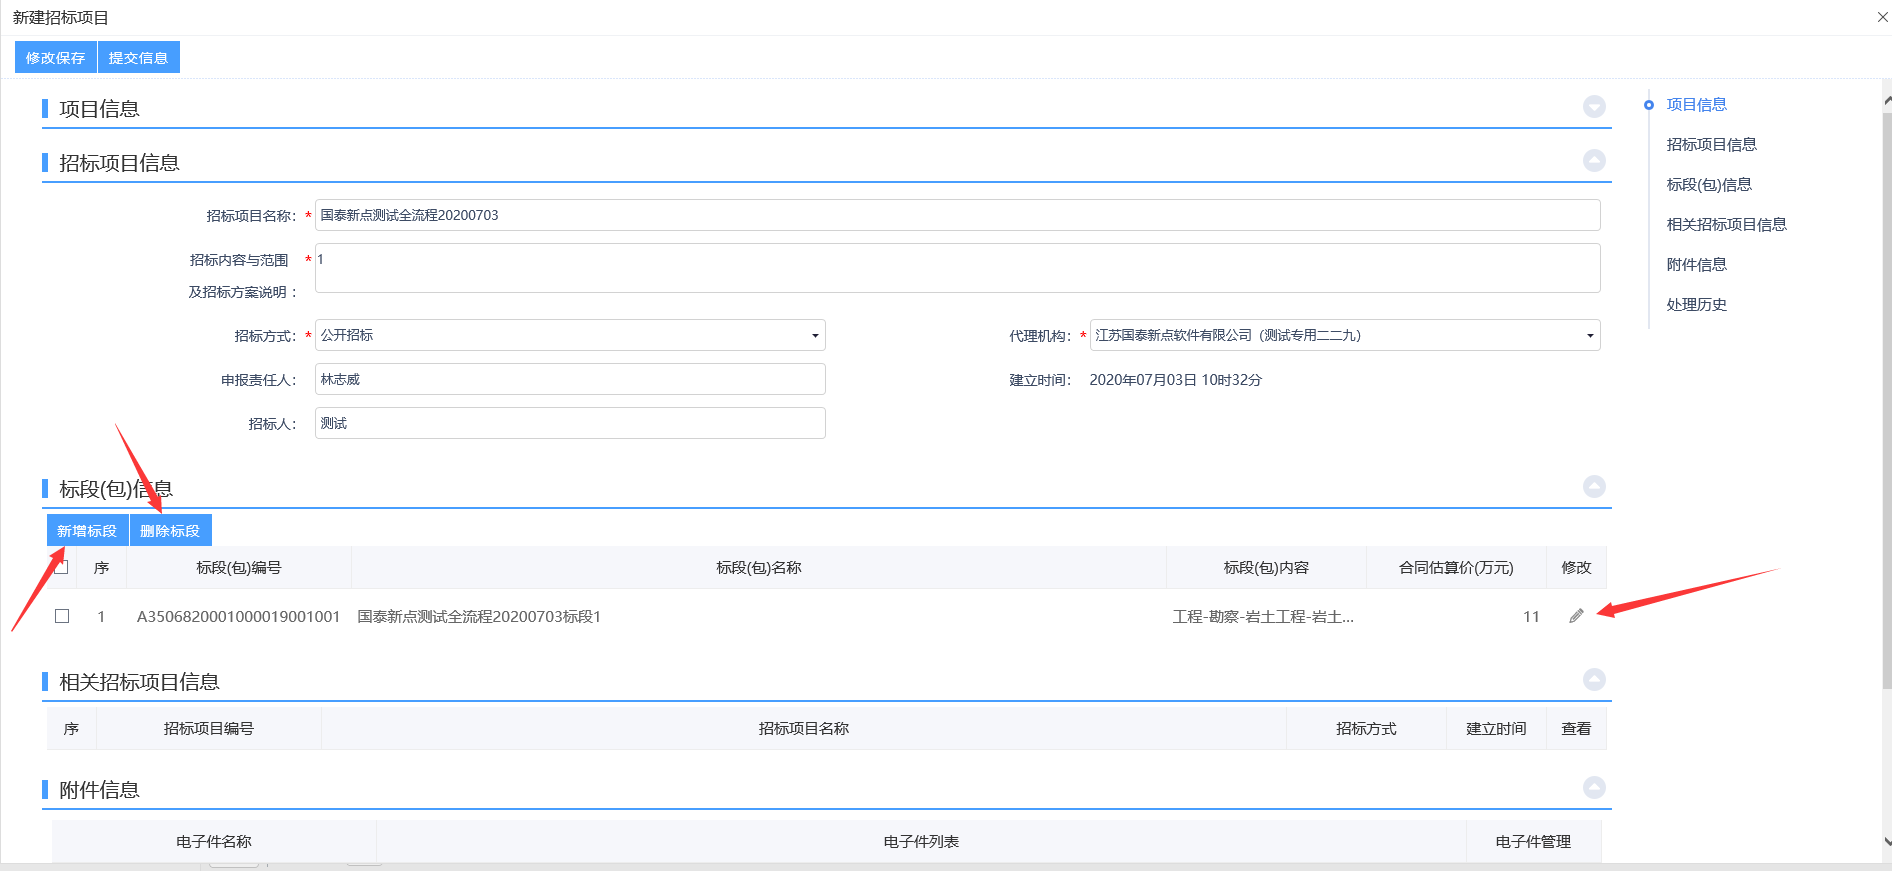 新建招标项目
修改保存 提交信息
项目信息
招标项目信息
招标项目名称： * 国泰新点测试全流程20200703
招标内容与范围 * 1
及招标方案说明：
招标方式： * 公开招标 代理机构： * 江苏国泰新点软件有限公司（测试专用二二九）
申报责任人： 林志威 建立时间： 2020年07月03日 10时32分
招标人： 测试
标段(包)信息
新增标段 删除标段
序 标段(包)编号 标段(包)名称 标段(包)内容 合同估算价(万元) 修改
1 A3506820001000019001001 国泰新点测试全流程20200703标段1 工程-勘察-岩土工程-岩土... 11
相关招标项目信息
序 招标项目编号 招标项目名称 招标方式 建立时间 查看
附件信息
电子件名称 电子件列表 电子件管理
项目信息
招标项目信息
标段(包)信息
相关招标项目信息
附件信息
处理历史